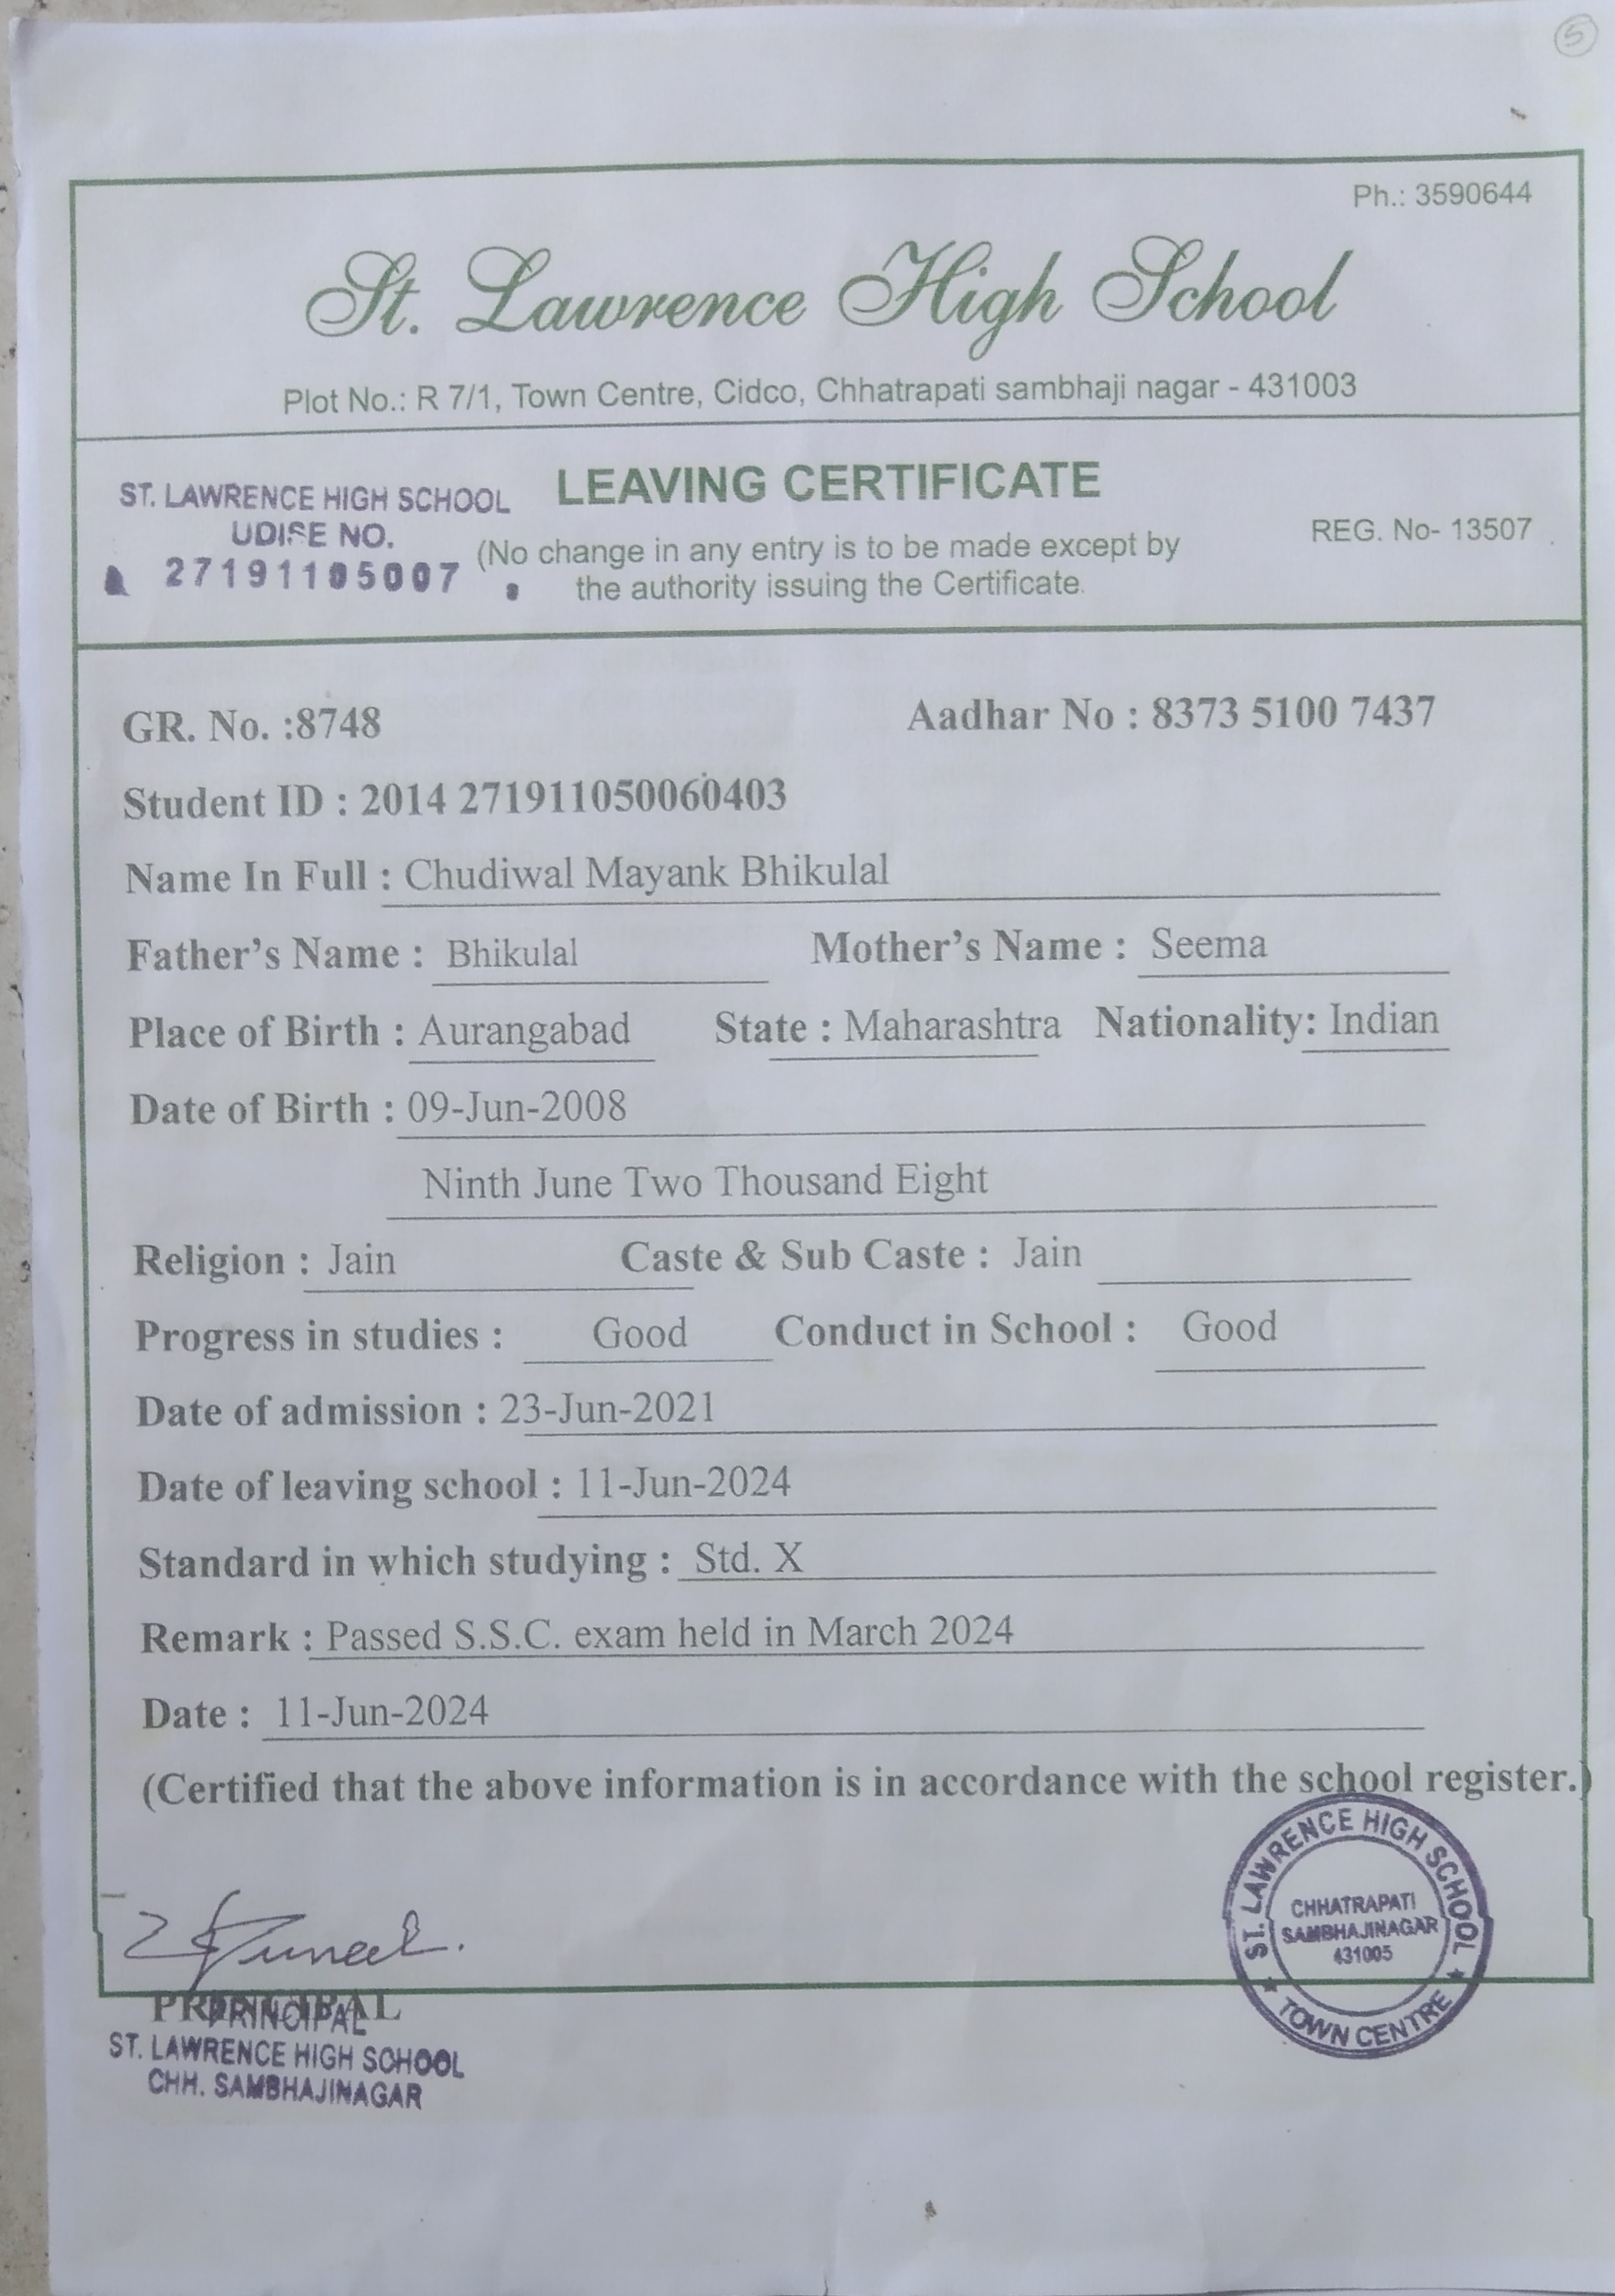 5
Ph.: 3590644
St. Lawrence High School
Plot No.: R 7/1, Town Centre, Cidco, Chhatrapati sambhaji nagar - 431003
LEAVING CERTIFICATE
ST. LAWRENCE HIGH SCHOOL
UDISE NO.
27191105007
(No change in any entry is to be made except by
the authority issuing the Certificate.
REG. No- 13507
GR. No. :8748 Aadhar No : 8373 5100 7437
Student ID : 2014 271911050060403
Name In Full : Chudiwal Mayank Bhikulal
Father's Name : Bhikulal Mother's Name : Seema
Place of Birth : Aurangabad State : Maharashtra Nationality: Indian
Date of Birth : 09-Jun-2008
Ninth June Two Thousand Eight
Religion : Jain Caste & Sub Caste : Jain
Progress in studies : Good Conduct in School : Good
Date of admission : 23-Jun-2021
Date of leaving school : 11-Jun-2024
Standard in which studying : Std. X
Remark : Passed S.S.C. exam held in March 2024
Date : 11-Jun-2024
(Certified that the above information is in accordance with the school register.)
ST. LAWRENCE HIGH SCHOOL
CHHATRAPATI
SAMBHAJINAGAR
431005
TOWN CENTRE
PRINCIPAL
PRINCIPAL
ST. LAWRENCE HIGH SCHOOL
CHH. SAMBHAJINAGAR